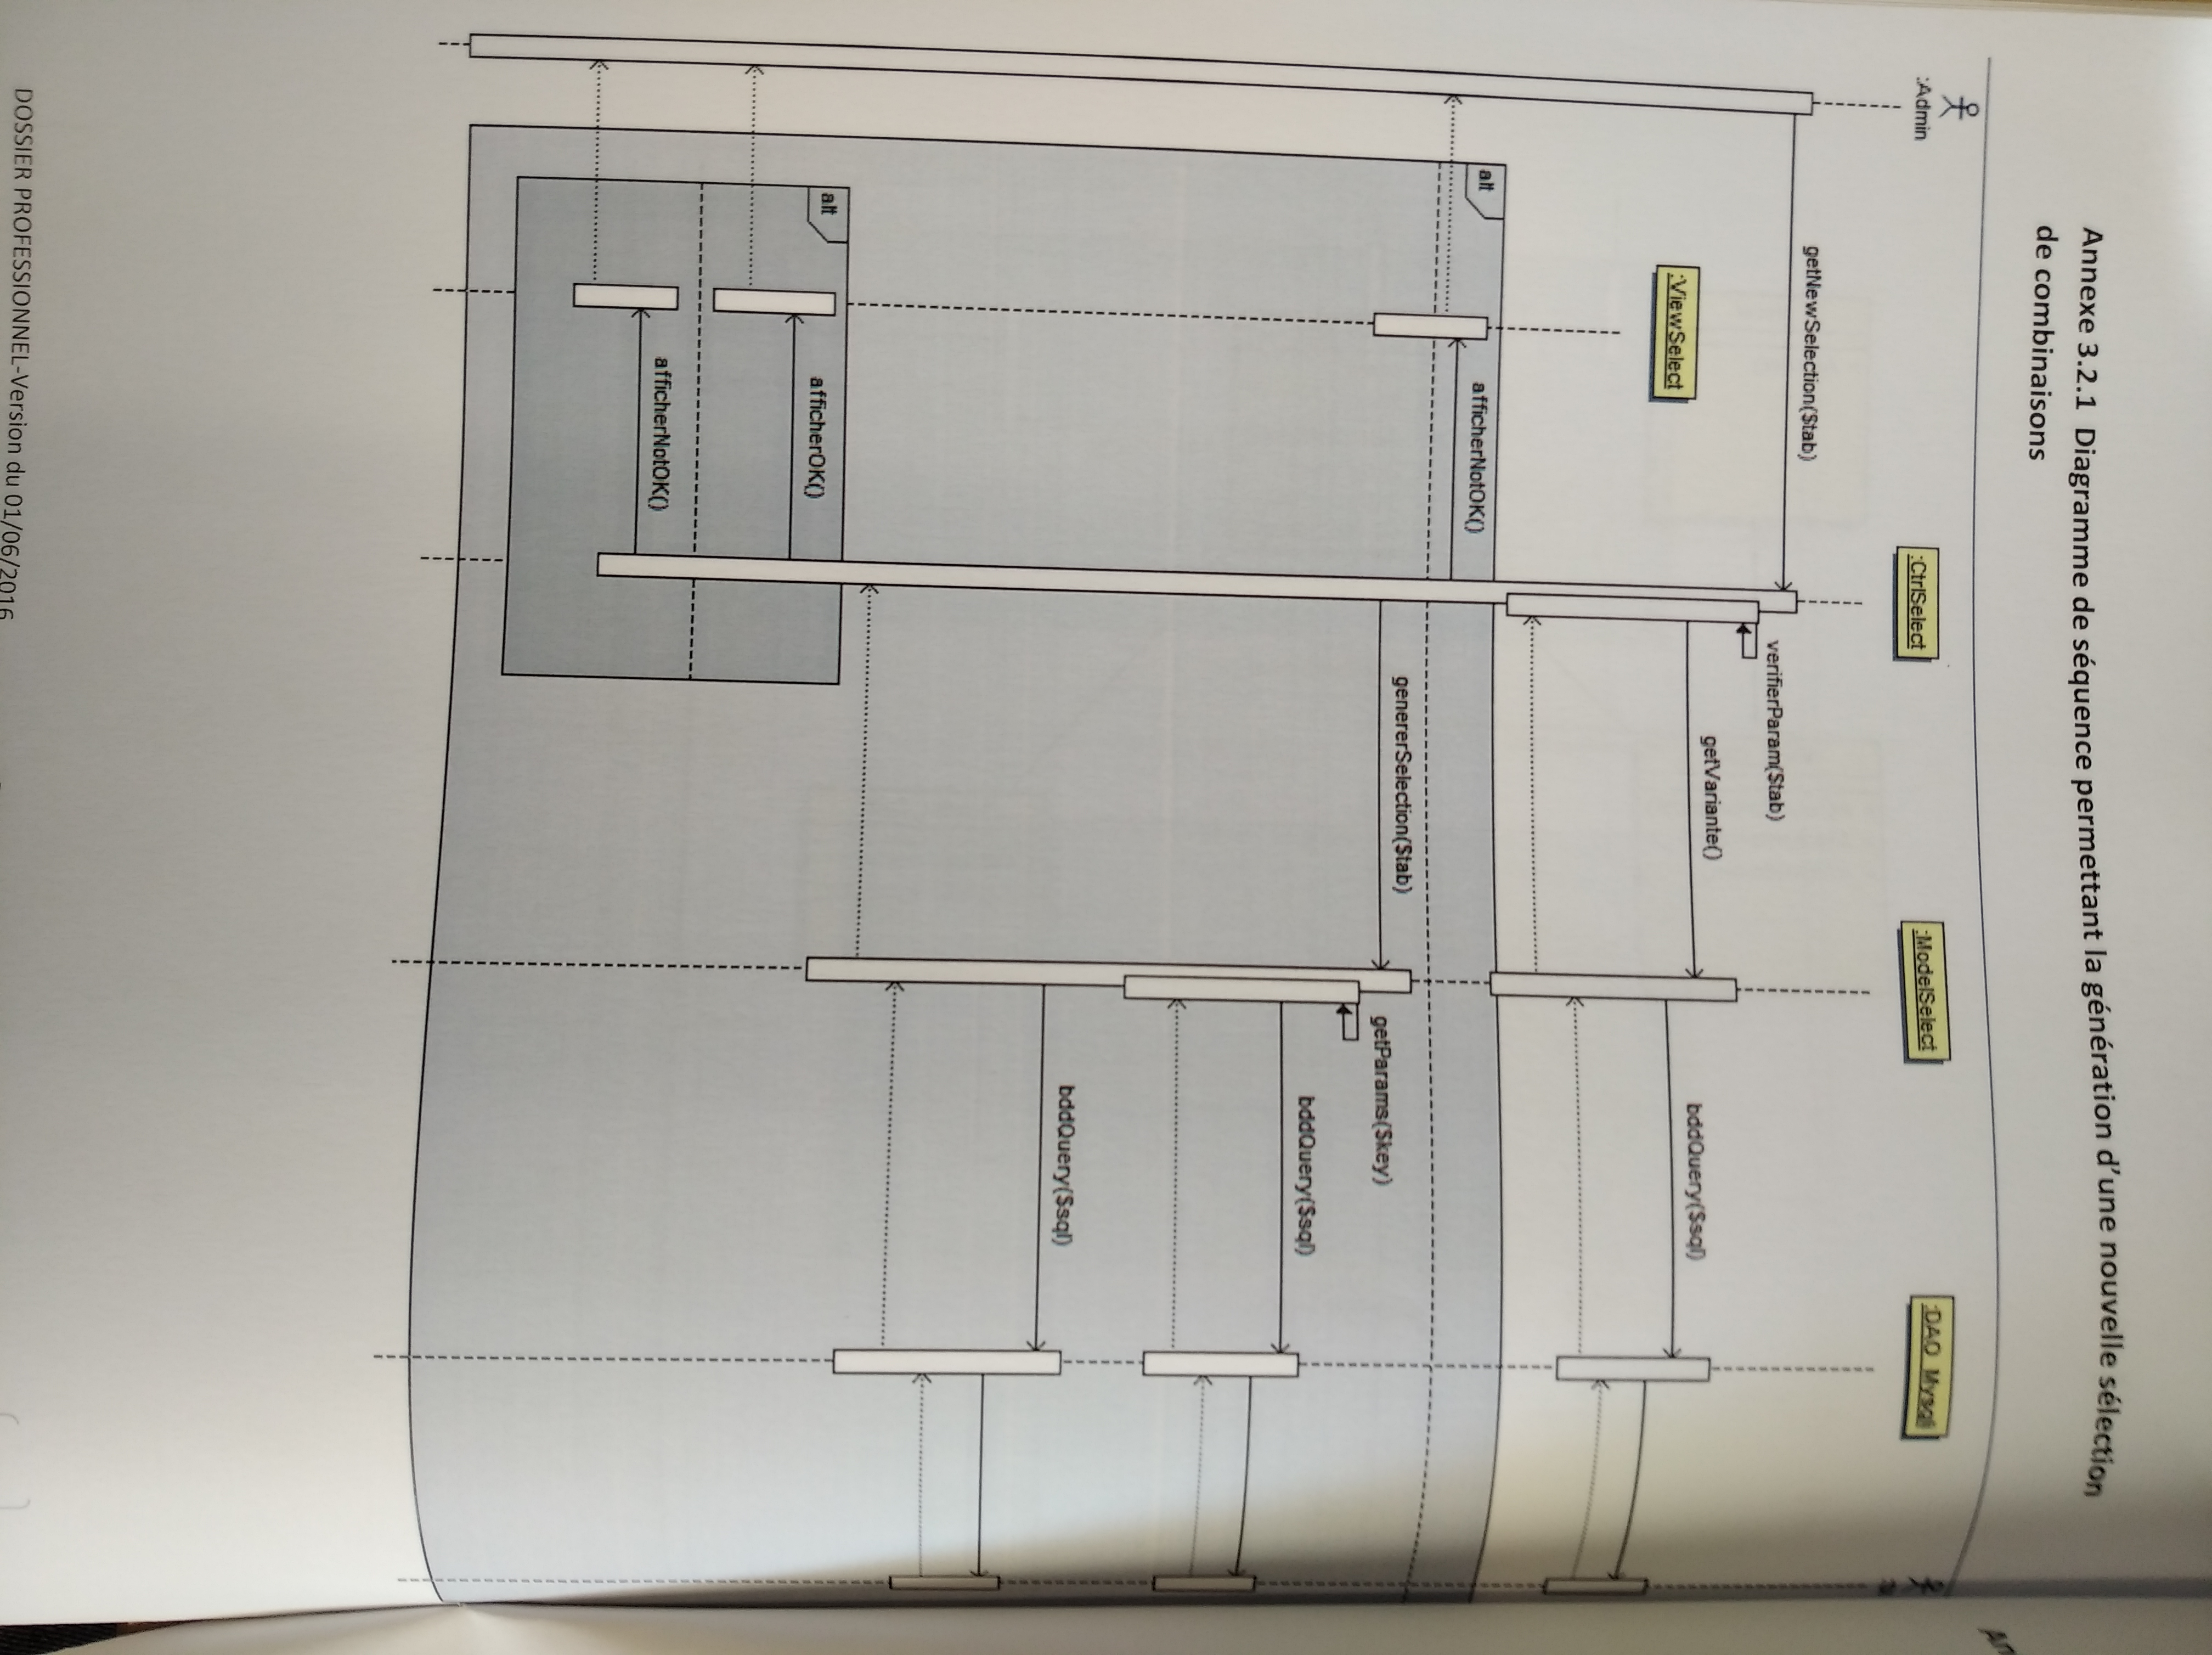 Annexe 3.2.1 Diagramme de séquence permettant la génération d'une nouvelle sélection
de combinaisons
:Admin
:CtrlSelect
:ModelSelect
:DAO_Mysqli
:ViewSelect
getNewSelection($tab)
verifierParam($tab)
getVariante()
bddQuery($sql)
alt
afficherNotOK()
genererSelection($tab)
getParams($key)
bddQuery($sql)
bddQuery($sql)
alt
afficherOK()
afficherNotOK()
DOSSIER PROFESSIONNEL-Version du 01/06/2016